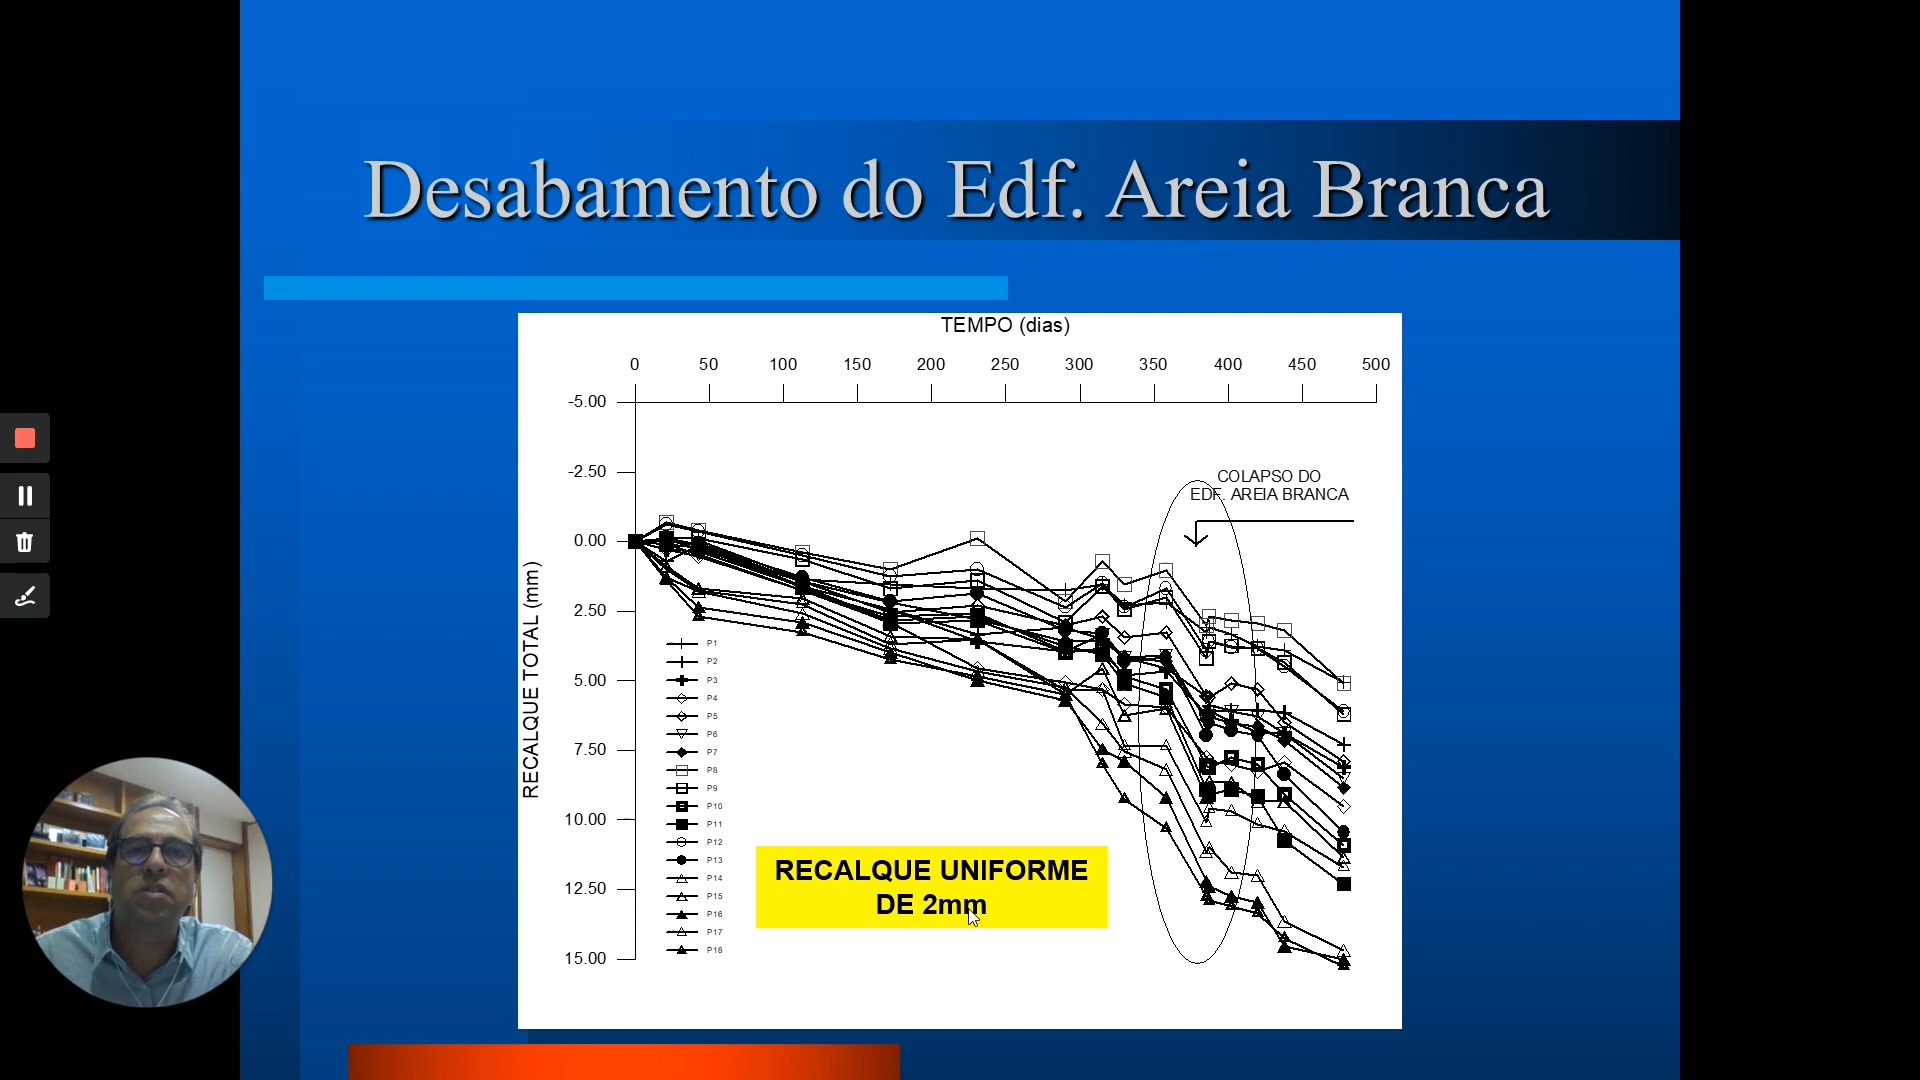 Desabamento do Edf. Areia Branca
TEMPO (dias)
0 50 100 150 200 250 300 350 400 450 500
-5.00
-2.50
0.00
2.50
5.00
7.50
10.00
12.50
15.00
RECALQUE TOTAL (mm)
COLAPSO DO
EDF. AREIA BRANCA
P1
P2
P3
P4
P5
P6
P7
P8
P9
P10
P11
P12
P13
P14
P15
P16
P17
P18
RECALQUE UNIFORME
DE 2mm